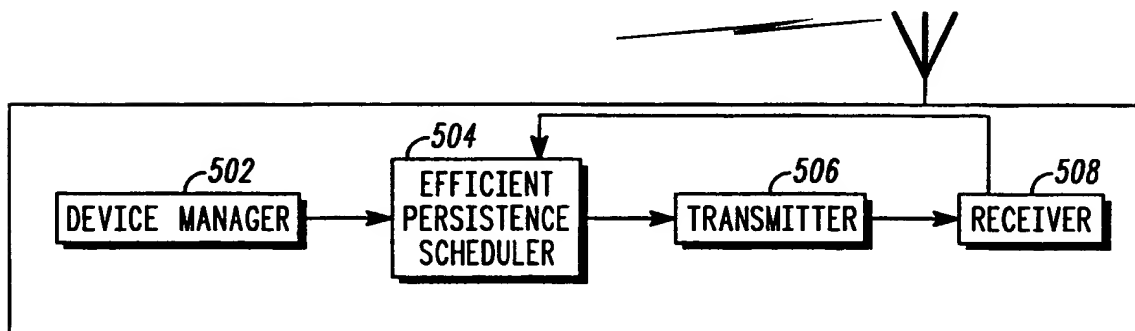 504
502
506
508
DEVICE MANAGER
EFFICIENT
PERSISTENCE
SCHEDULER
TRANSMITTER
RECEIVER